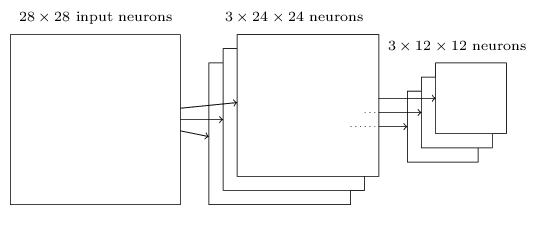 28 × 28 input neurons
3 × 24 × 24 neurons
3 × 12 × 12 neurons